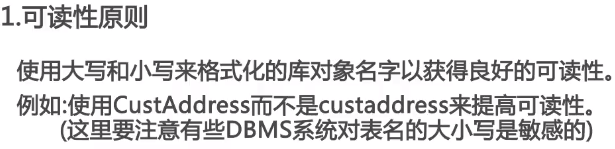 1.可读性原则
使用大写和小写来格式化的库对象名字以获得良好的可读性。
例如:使用CustAddress而不是custaddress来提高可读性。
(这里要注意有些DBMS系统对表名的大小写是敏感的)